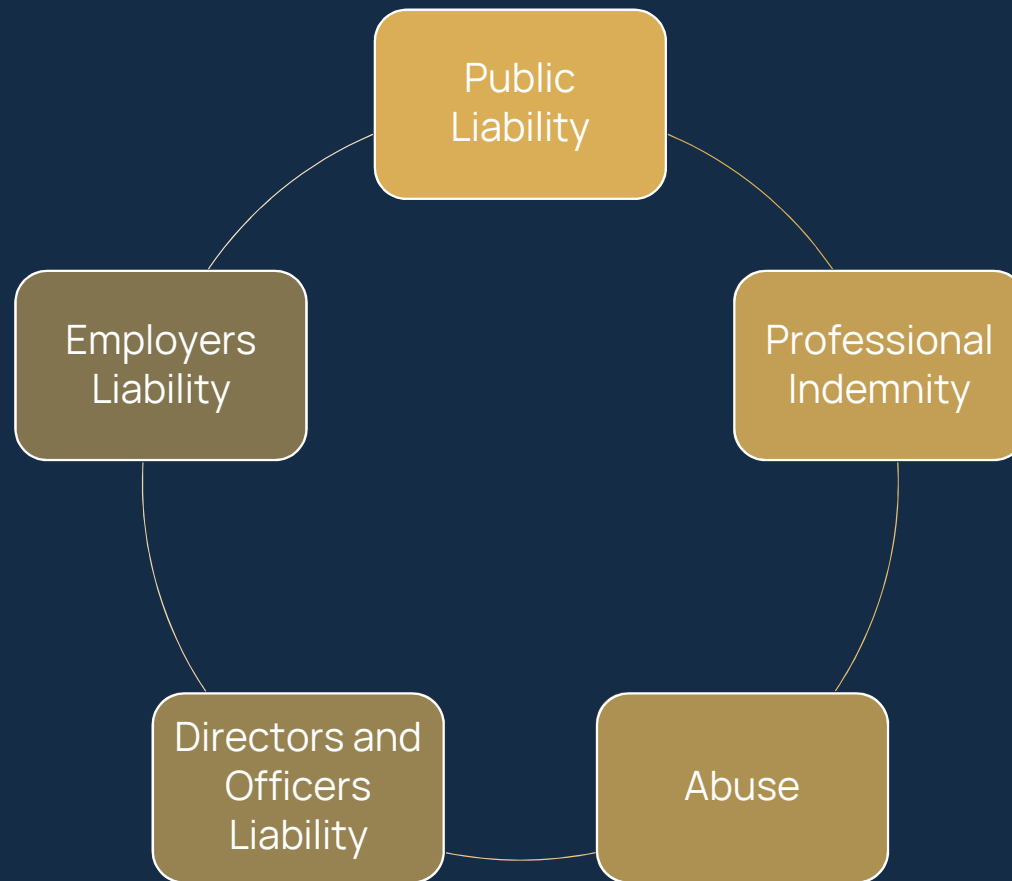 Public
Liability
Professional
Indemnity
Abuse
Directors and
Officers
Liability
Employers
Liability